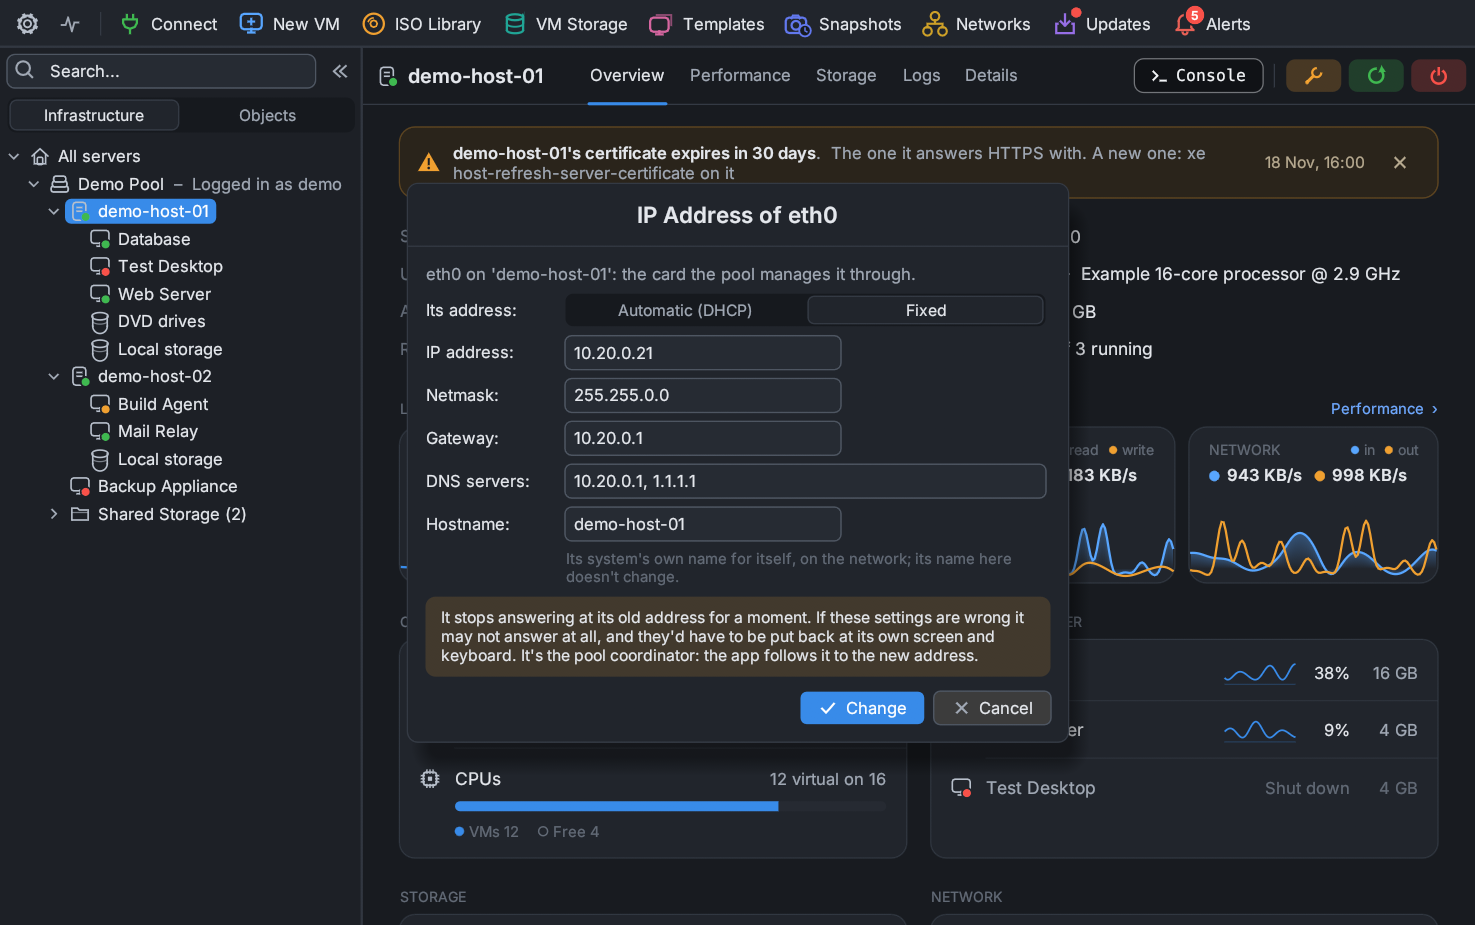 Connect
New VM
ISO Library
VM Storage
Templates
Snapshots
Networks
Updates
5
Alerts
Search...
Infrastructure
Objects
All servers
Demo Pool – Logged in as demo
demo-host-01
Database
Test Desktop
Web Server
DVD drives
Local storage
demo-host-02
Build Agent
Mail Relay
Local storage
Backup Appliance
Shared Storage (2)
demo-host-01
Overview
Performance
Storage
Logs
Details
Console
demo-host-01's certificate expires in 30 days. The one it answers HTTPS with. A new one: xe
host-refresh-server-certificate on it
18 Nov, 16:00
IP Address of eth0
eth0 on 'demo-host-01': the card the pool manages it through.
Its address:
Automatic (DHCP)
Fixed
IP address:
10.20.0.21
Netmask:
255.255.0.0
Gateway:
10.20.0.1
DNS servers:
10.20.0.1, 1.1.1.1
Hostname:
demo-host-01
Its system's own name for itself, on the network; its name here
doesn't change.
It stops answering at its old address for a moment. If these settings are wrong it
may not answer at all, and they'd have to be put back at its own screen and
keyboard. It's the pool coordinator: the app follows it to the new address.
Change
Cancel
0
Example 16-core processor @ 2.9 GHz
GB
3 running
Performance ›
read
write
183 KB/s
NETWORK
in
out
943 KB/s
998 KB/s
38%
16 GB
9%
4 GB
Test Desktop
Shut down
4 GB
CPUs
12 virtual on 16
VMs 12
Free 4
STORAGE
NETWORK